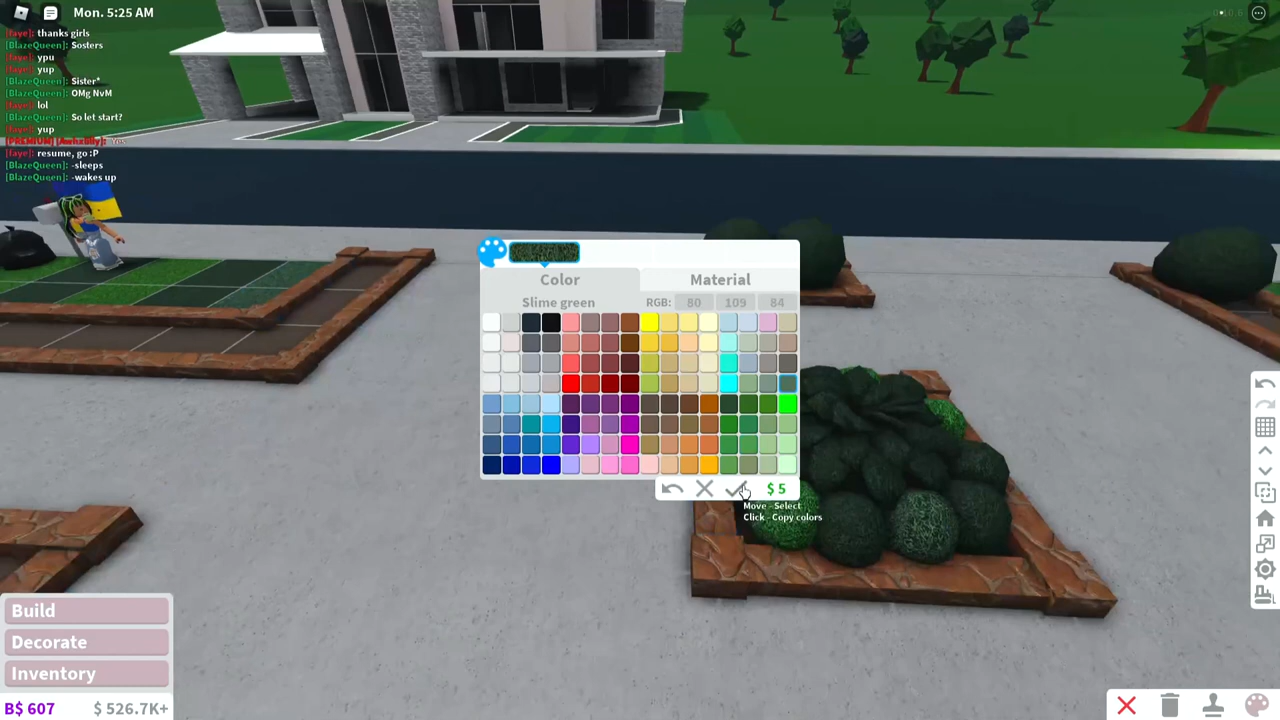 Mon. 5:25 AM
[faye]: thanks girls
[BlazeQueen]: Sosters
[faye]: ypu
[faye]: yup
[BlazeQueen]: Sister*
[BlazeQueen]: OMg NvM
[faye]: lol
[BlazeQueen]: So let start?
[faye]: yup
[faye]: resume, go :P
[BlazeQueen]: -sleeps
[BlazeQueen]: -wakes up
Color
Material
Slime green
RGB: 80 109 84
$ 5
Move - Select
Click - Copy colors
Build
Decorate
Inventory
B$ 607
$ 526.7K+